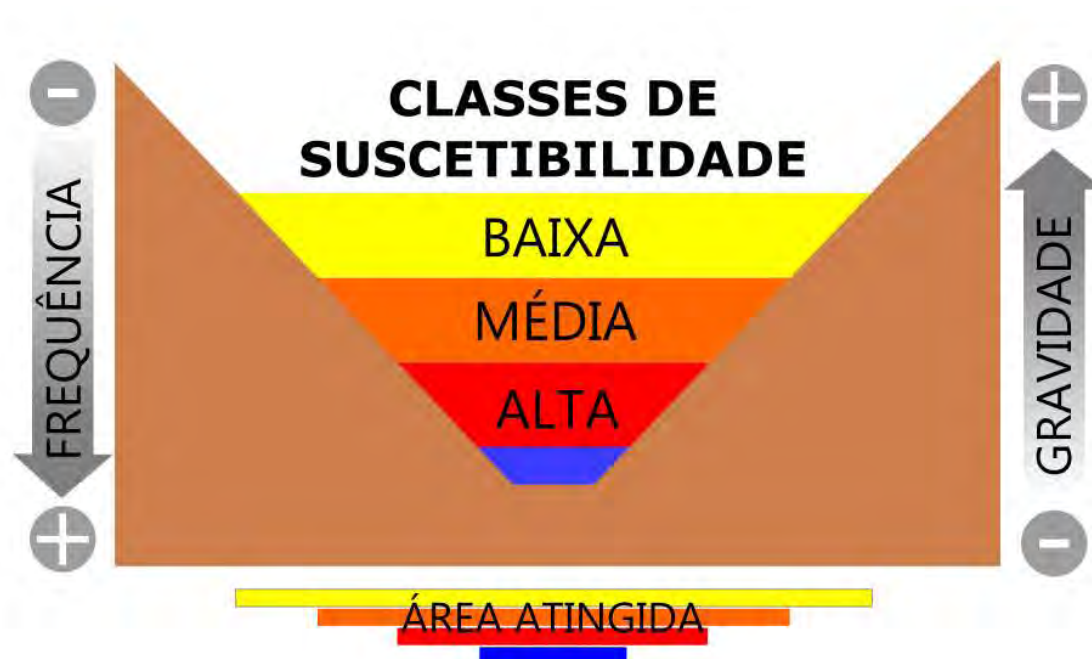 CLASSES DE
SUSCETIBILIDADE
BAIXA
MÉDIA
ALTA
FREQUÊNCIA
GRAVIDADE
ÁREA ATINGIDA